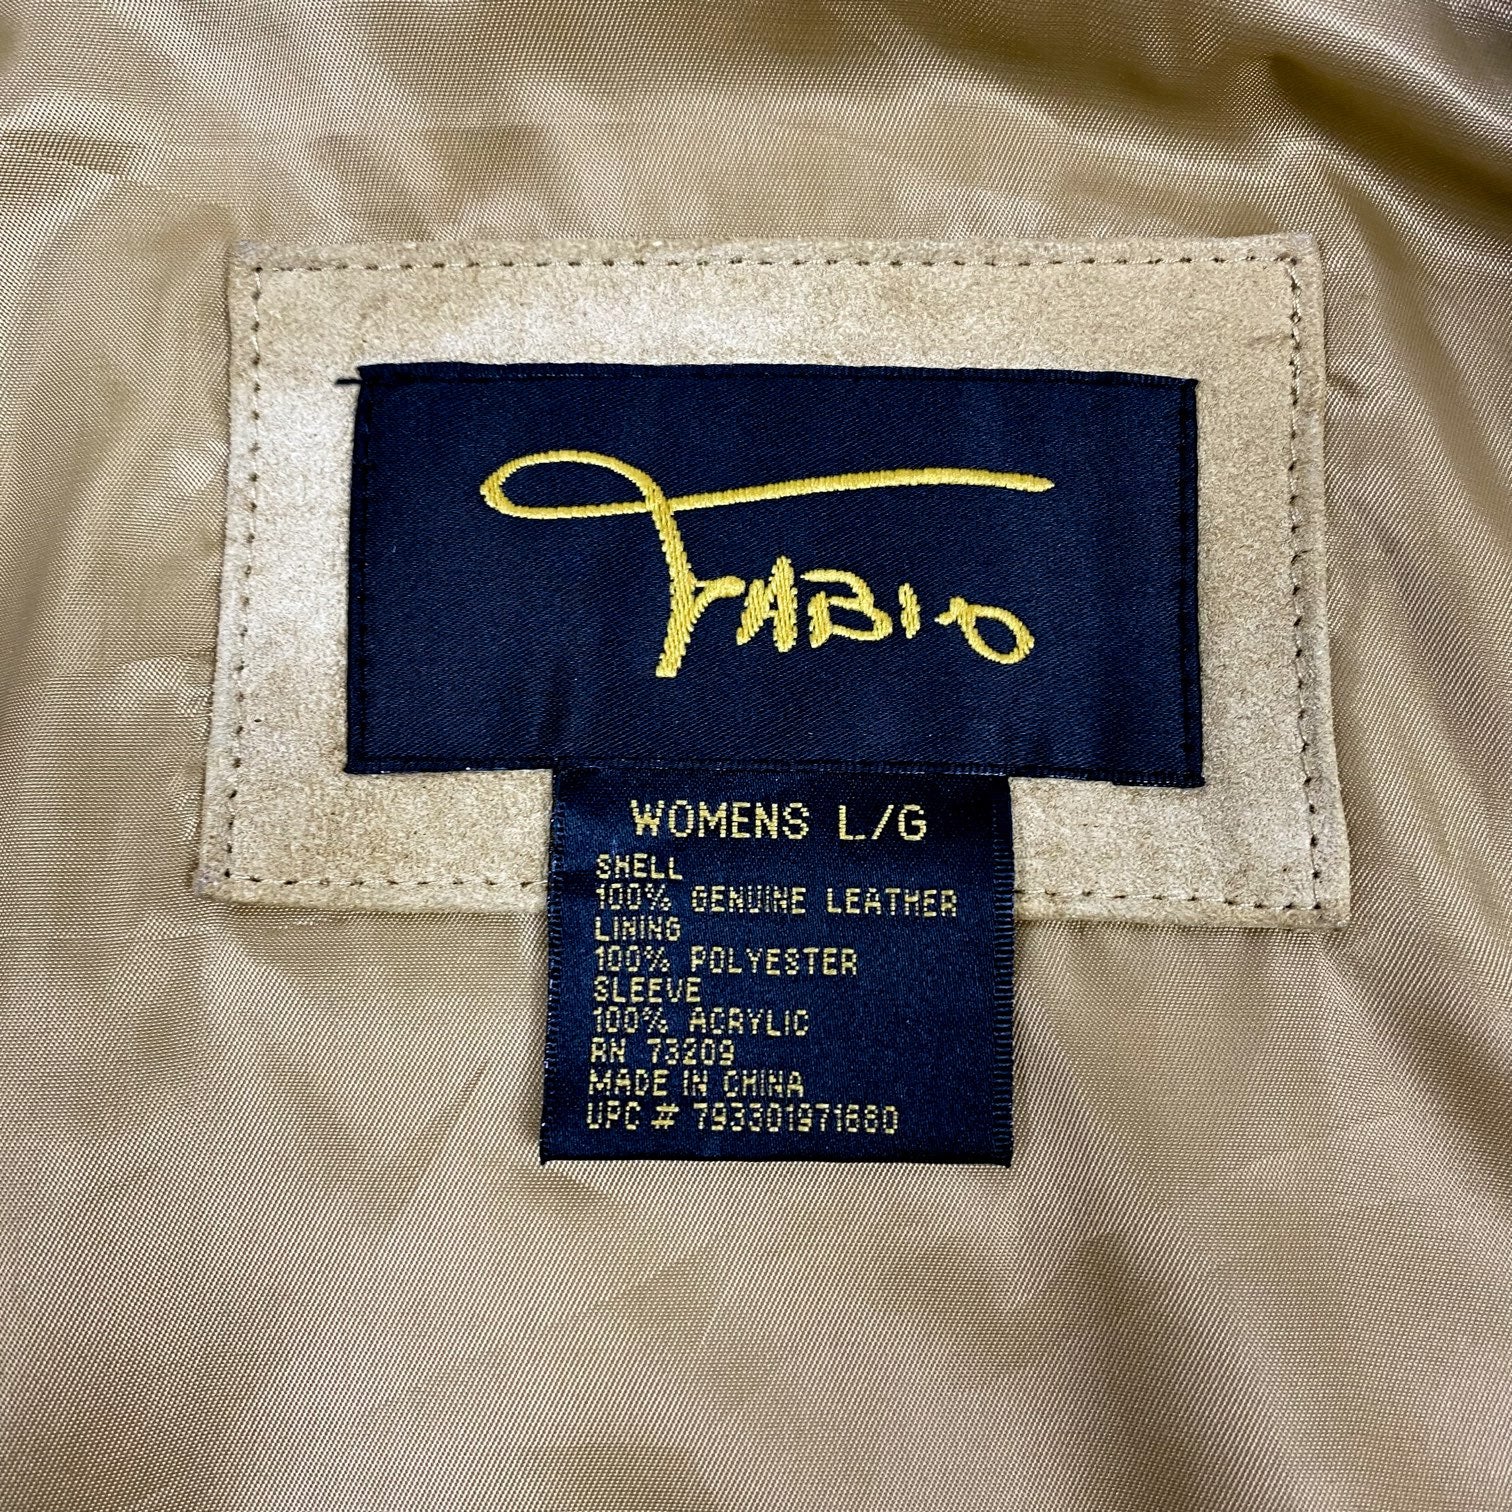 FABIO
WOMENS L/G
SHELL
100% GENUINE LEATHER
LINING
100% POLYESTER
SLEEVE
100% ACRYLIC
RN 73209
MADE IN CHINA
UPC # 793301971680